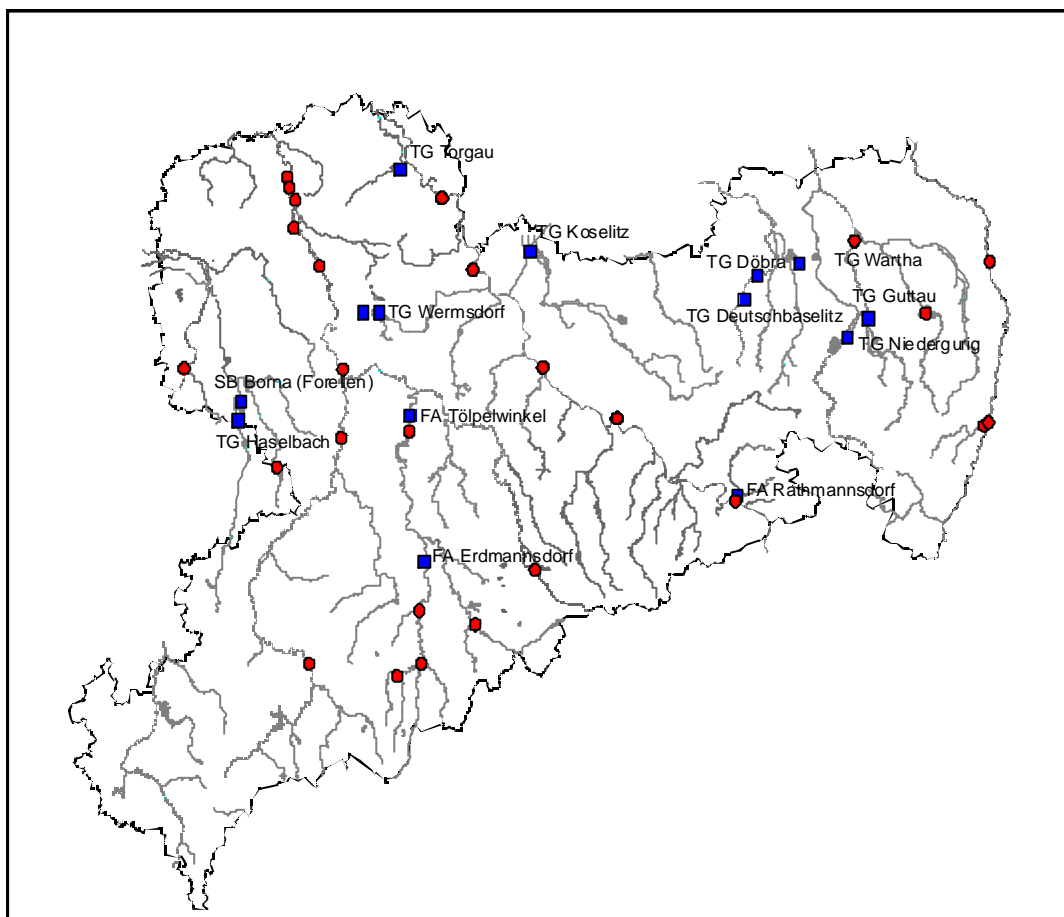 TG Torgau
TG Koselitz
TG Döbra
TG Wartha
TG Guttau
TG Wermsdorf
TG Deutschbaselitz
TG Niedergurig
SB Borna (Forellen)
FA Tölpelwinkel
TG Haselbach
FA Rathmannsdorf
FA Erdmannsdorf